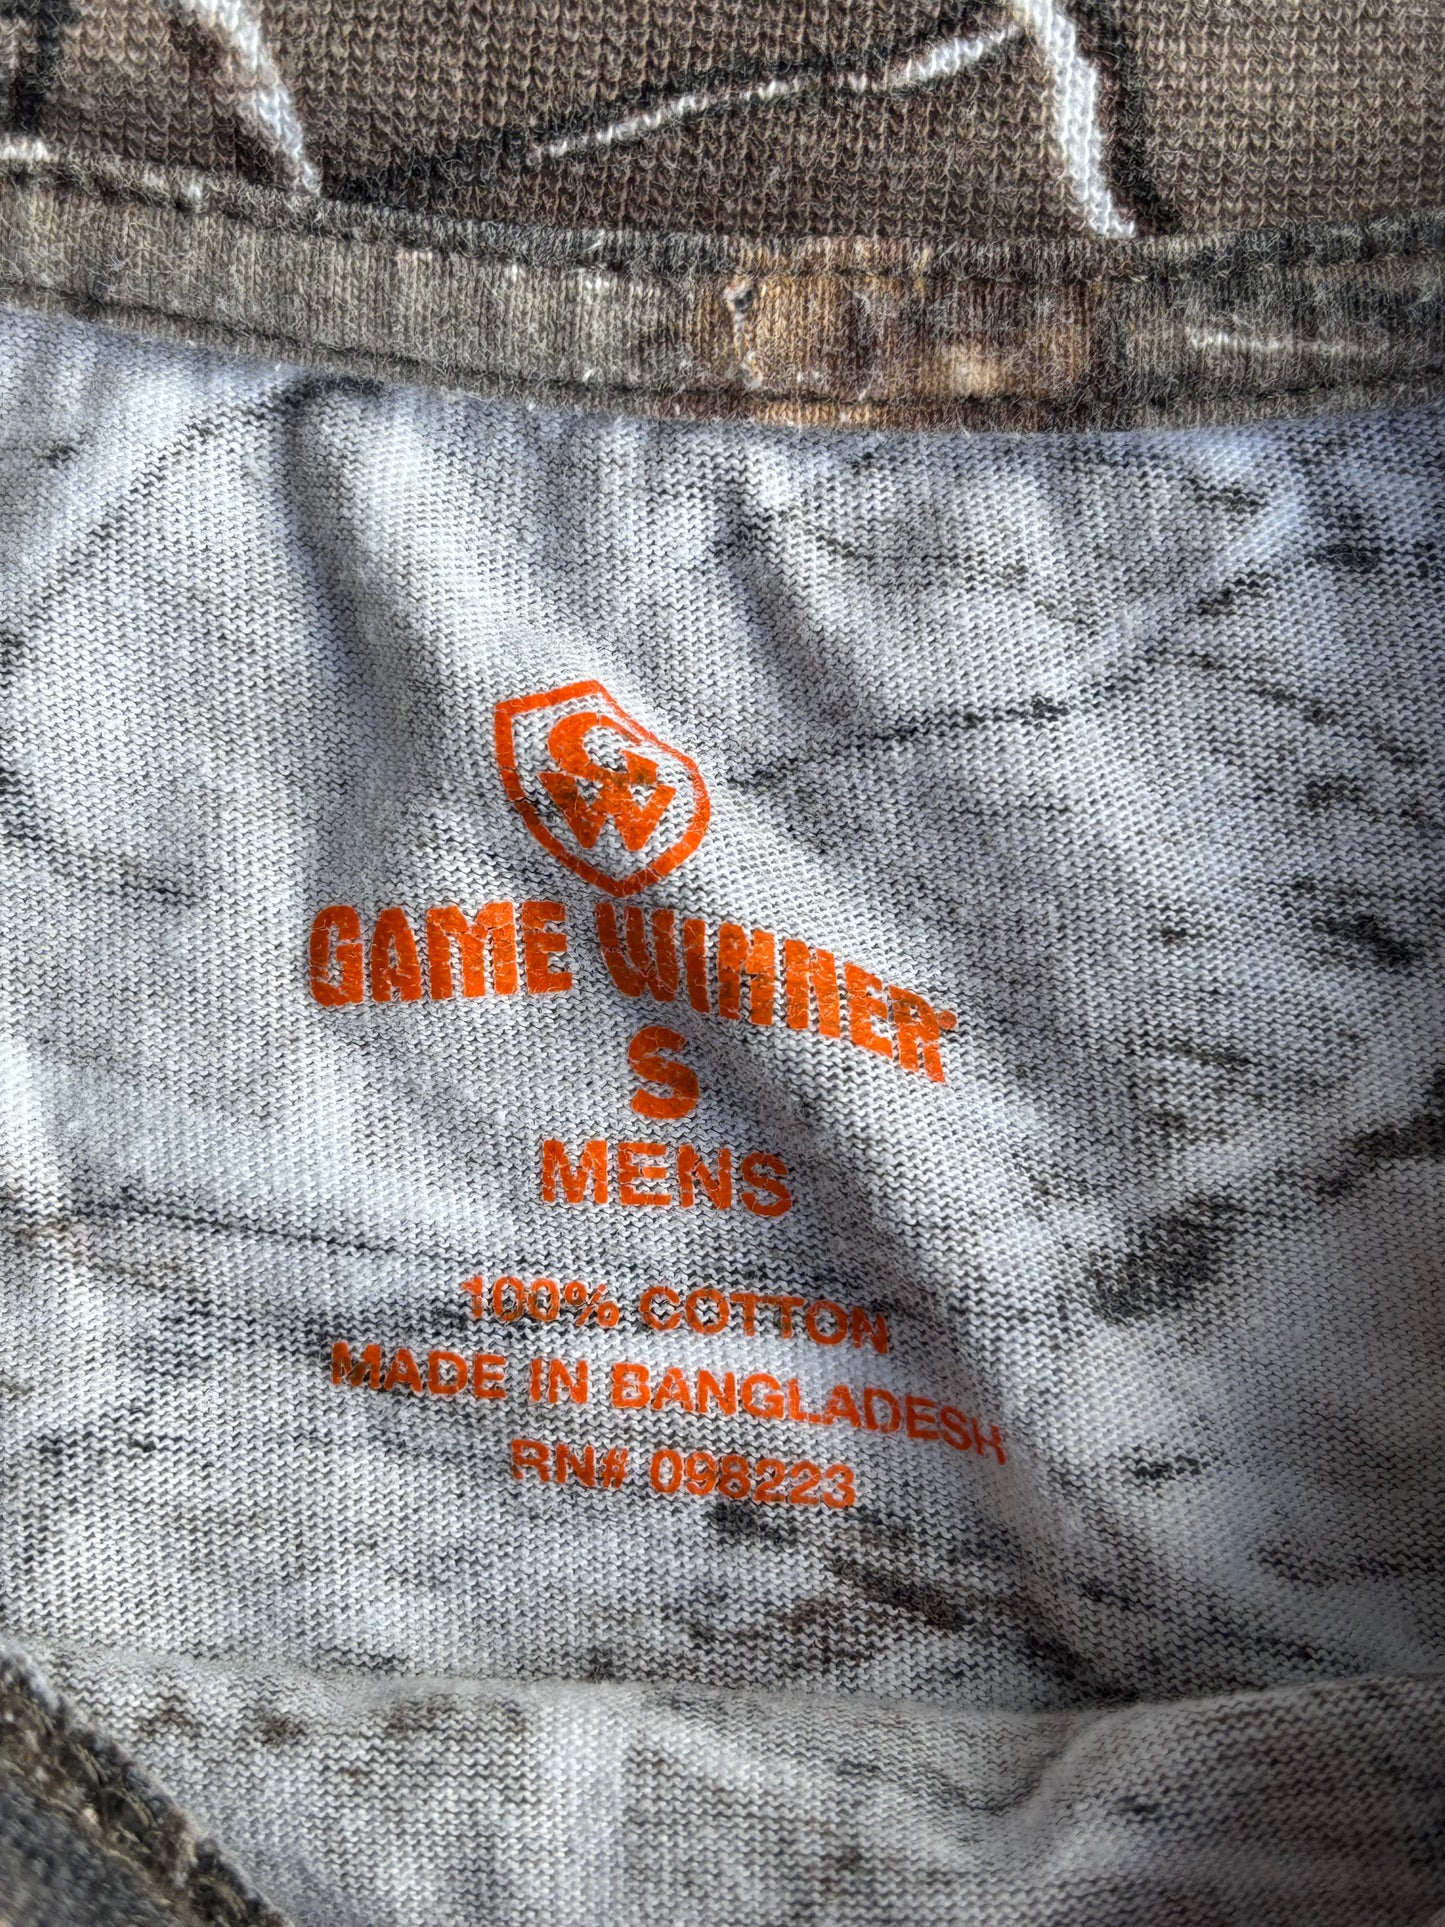 GW
GAME WINNER
S
MENS
100% COTTON
MADE IN BANGLADESH
RN# 098223